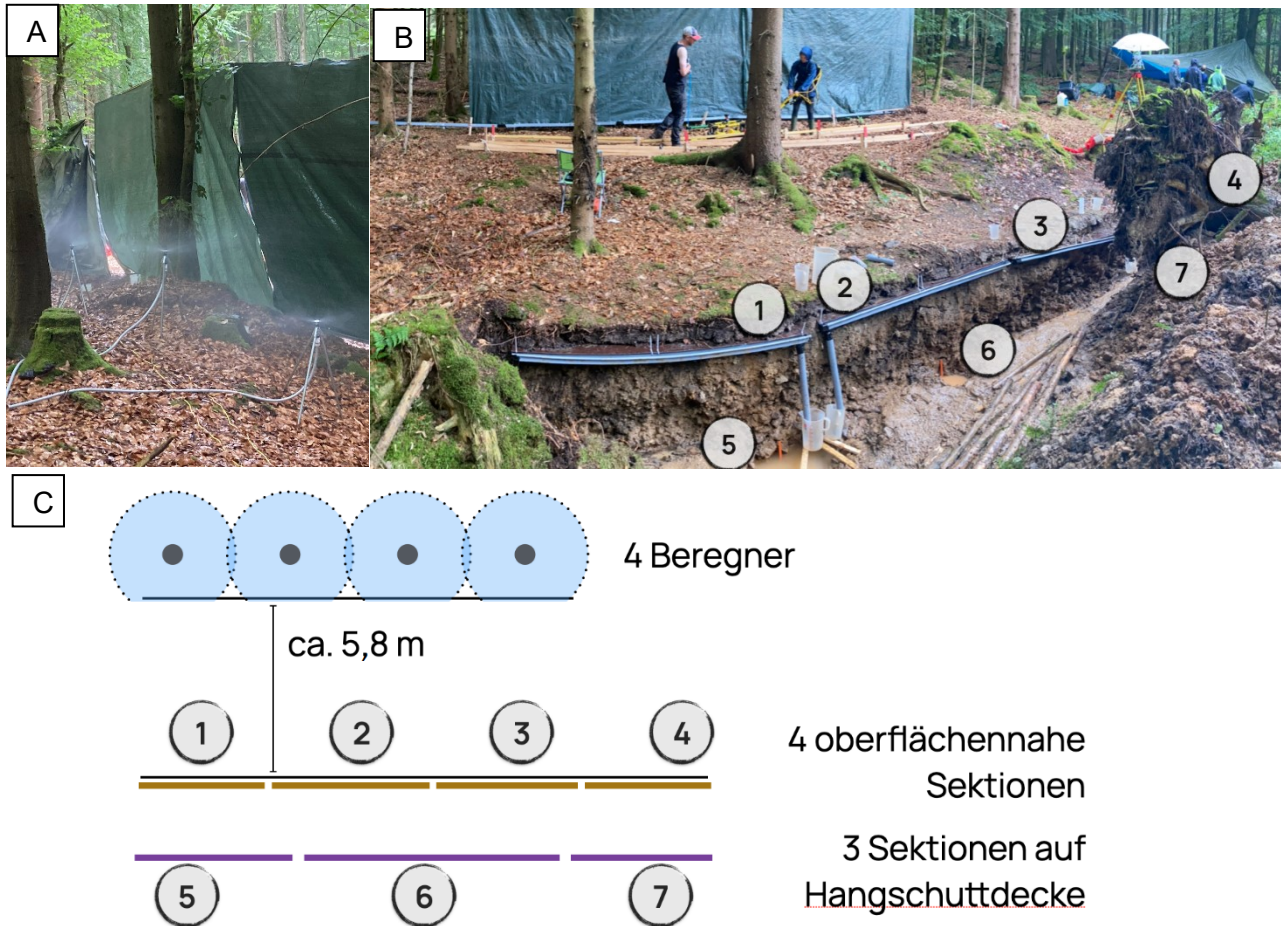 A
B
1
2
3
4
5
6
7
C
4 Beregner
ca. 5,8 m
1
2
3
4
4 oberflächennahe
Sektionen
5
6
7
3 Sektionen auf
Hangschuttdecke